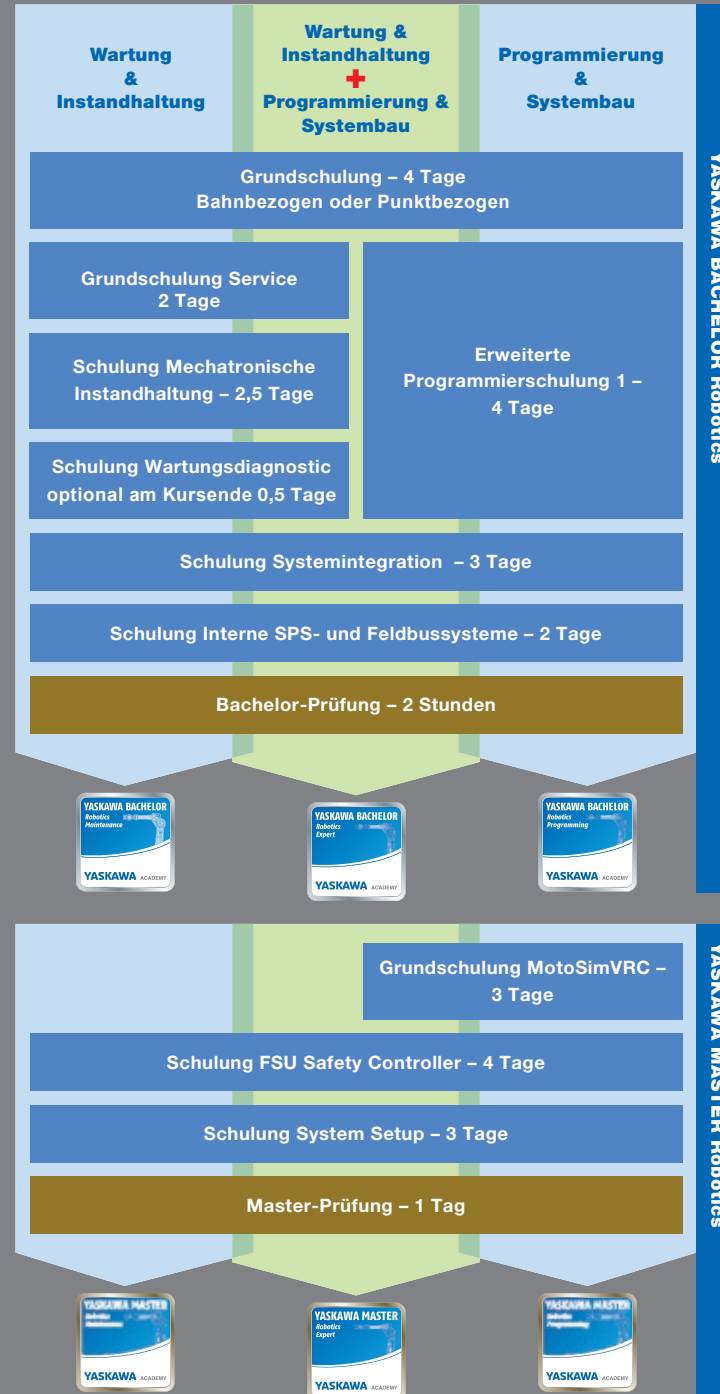 Wartung
&
Instandhaltung
Wartung &
Instandhaltung
+
Programmierung &
Systembau
Programmierung
&
Systembau
Grundschulung – 4 Tage
Bahnbezogen oder Punktbezogen
Grundschulung Service
2 Tage
Schulung Mechatronische
Instandhaltung – 2,5 Tage
Schulung Wartungsdiagnostic
optional am Kursende 0,5 Tage
Erweiterte
Programmierschulung 1 –
4 Tage
Schulung Systemintegration – 3 Tage
Schulung Interne SPS- und Feldbussysteme – 2 Tage
Bachelor-Prüfung – 2 Stunden
YASKAWA BACHELOR Robotics
YASKAWA BACHELOR
Robotics
Maintenance
YASKAWA ACADEMY
YASKAWA BACHELOR
Robotics
Expert
YASKAWA ACADEMY
YASKAWA BACHELOR
Robotics
Programming
YASKAWA ACADEMY
Grundschulung MotoSimVRC –
3 Tage
Schulung FSU Safety Controller – 4 Tage
Schulung System Setup – 3 Tage
Master-Prüfung – 1 Tag
YASKAWA MASTER Robotics
YASKAWA MASTER
Robotics
Maintenance
YASKAWA ACADEMY
YASKAWA MASTER
Robotics
Expert
YASKAWA ACADEMY
YASKAWA MASTER
Robotics
Programming
YASKAWA ACADEMY